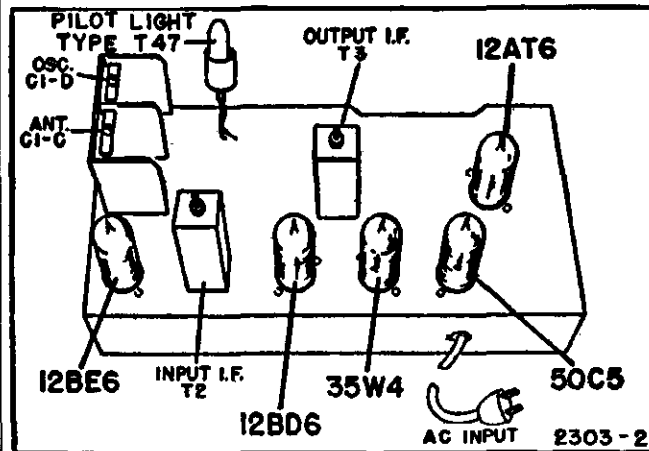 PILOT LIGHT
TYPE T47
OUTPUT I.F.
T3
12AT6
OSC.
C1-D
ANT.
C1-C
12BE6
INPUT I.F.
T2
12BD6
35W4
50C5
AC INPUT
2303-2